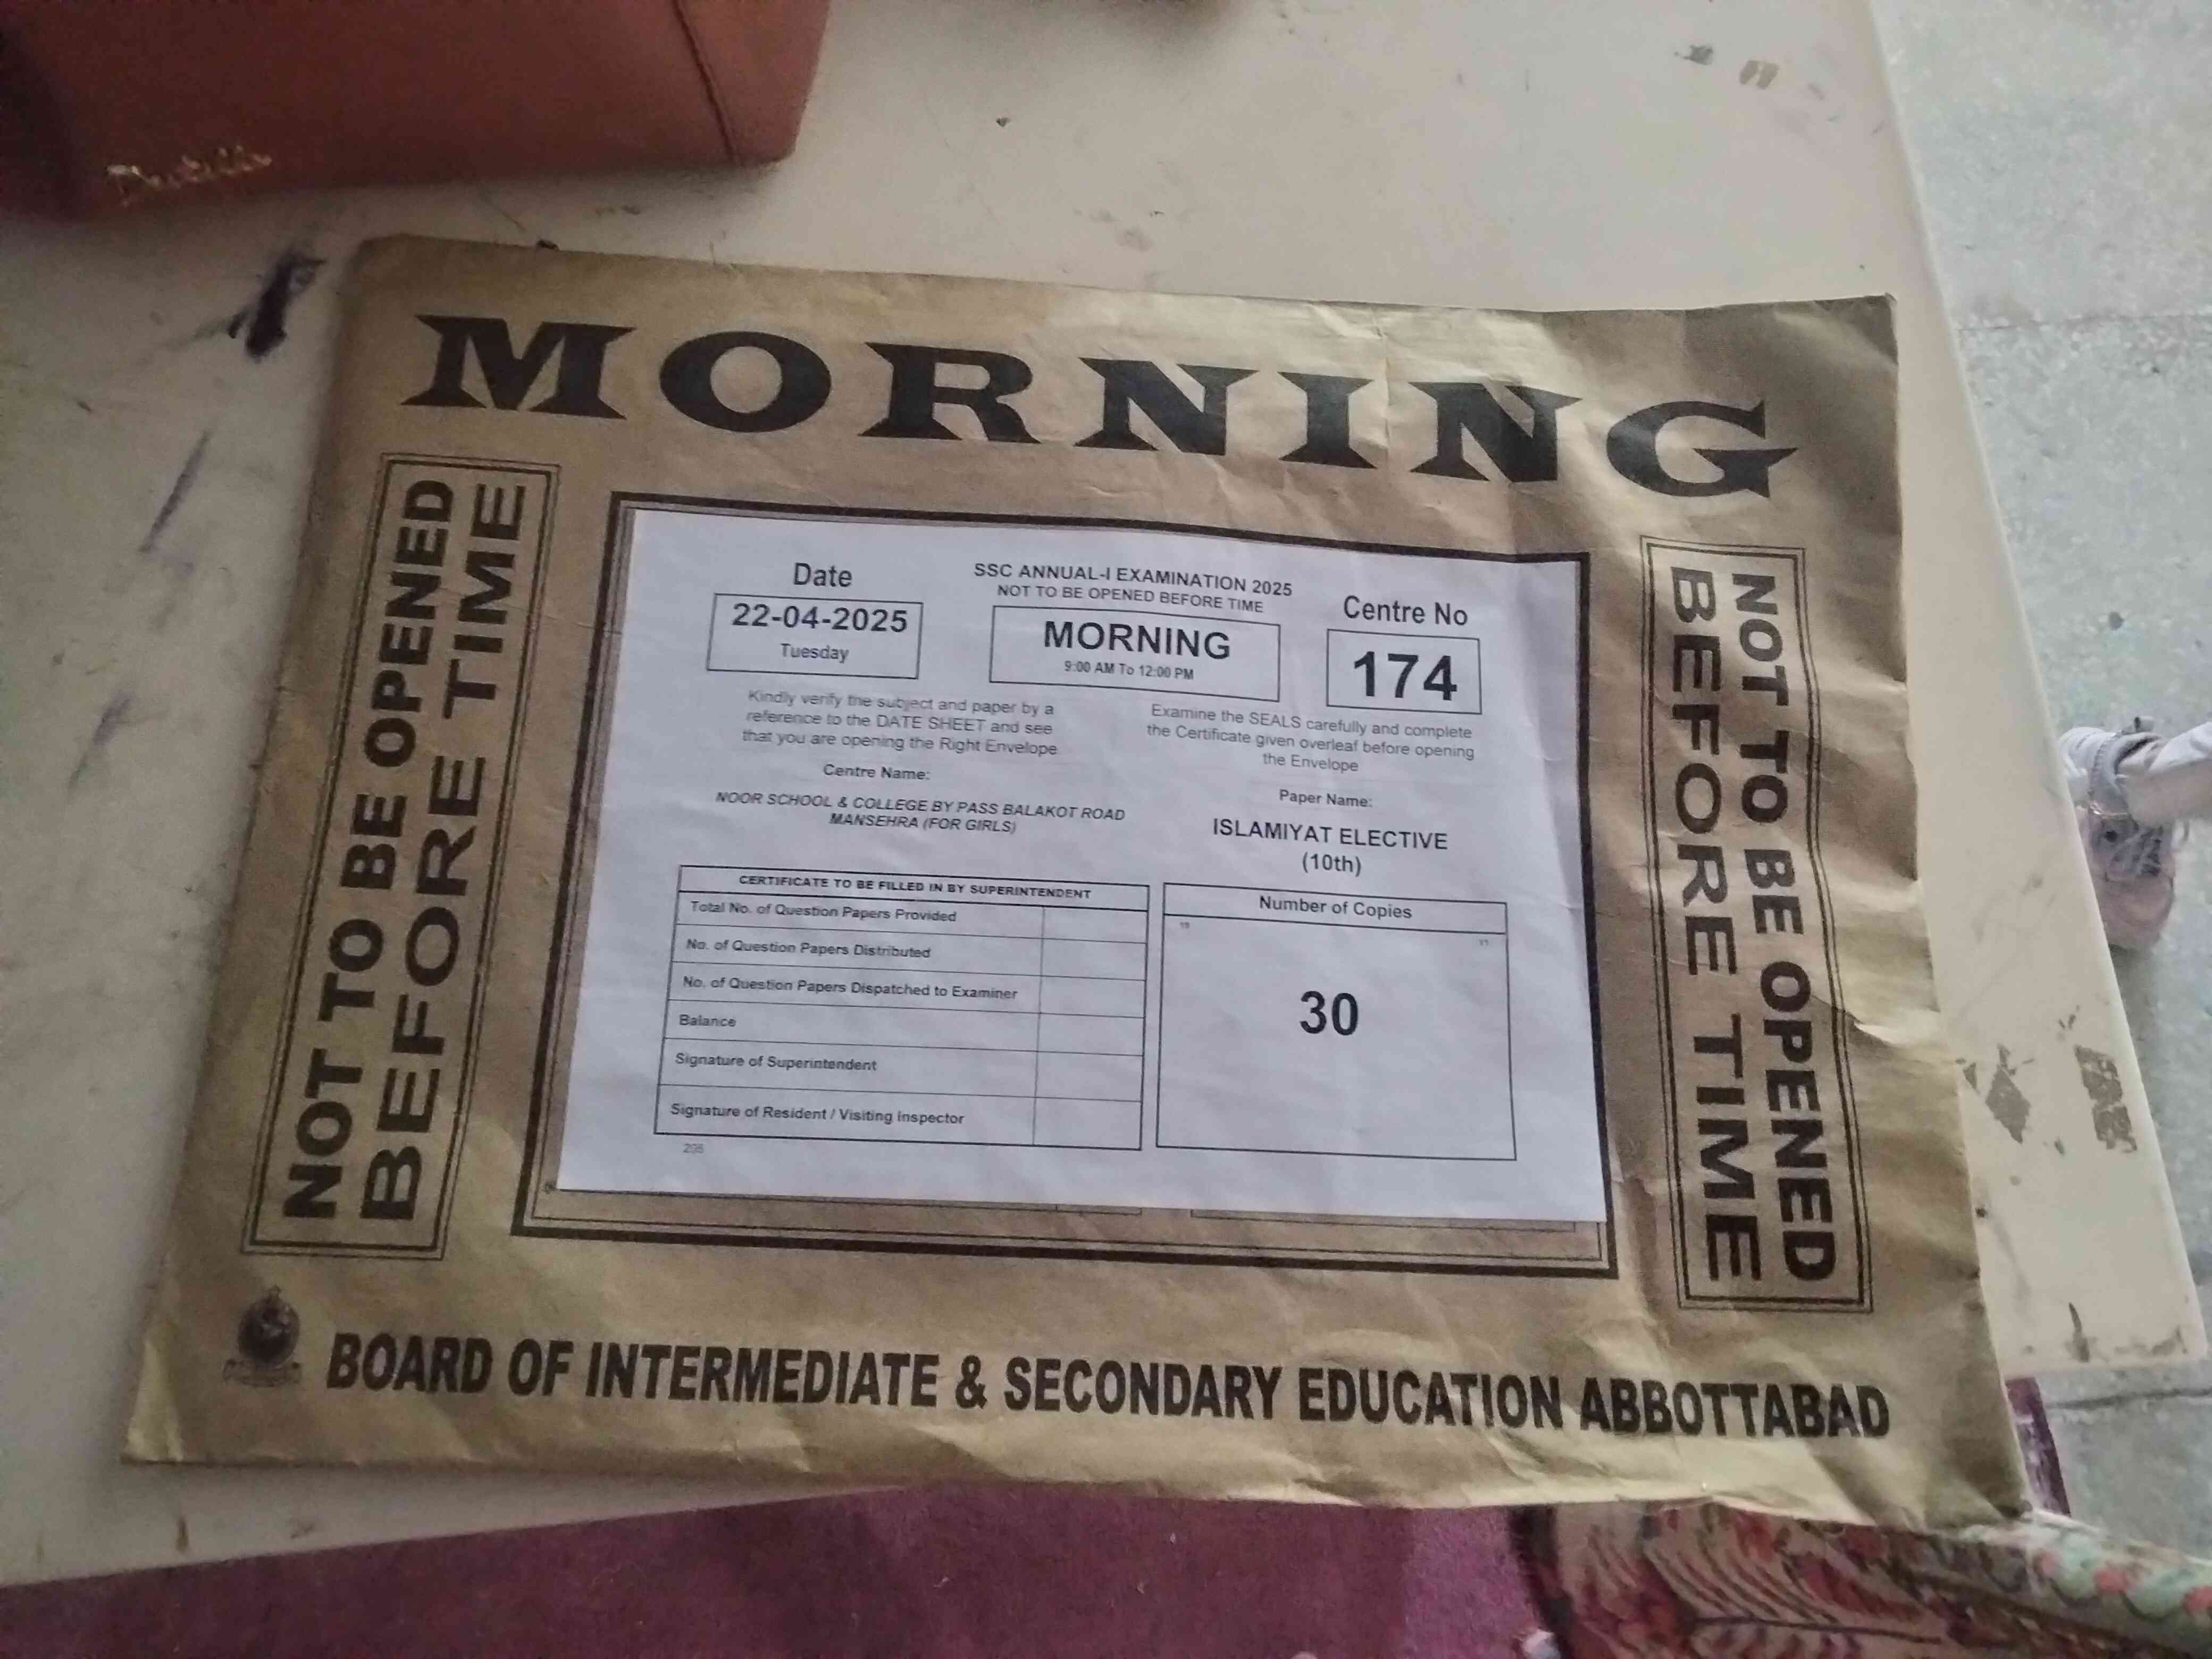 MORNING
NOT TO BE OPENED
BEFORE TIME
Date
22-04-2025
Tuesday
SSC ANNUAL-I EXAMINATION 2025
NOT TO BE OPENED BEFORE TIME
MORNING
9:00 AM To 12:00 PM
Centre No
174
Kindly verify the subject and paper by a
reference to the DATE SHEET and see
that you are opening the Right Envelope
Examine the SEALS carefully and complete
the Certificate given overleaf before opening
the Envelope
Centre Name:
NOOR SCHOOL & COLLEGE BY PASS BALAKOT ROAD
MANSEHRA (FOR GIRLS)
Paper Name:
ISLAMIYAT ELECTIVE
(10th)
CERTIFICATE TO BE FILLED IN BY SUPERINTENDENT
Total No. of Question Papers Provided
No. of Question Papers Distributed
No. of Question Papers Dispatched to Examiner
Balance
Signature of Superintendent
Signature of Resident / Visiting Inspector
Number of Copies
30
NOT TO BE OPENED
BEFORE TIME
BOARD OF INTERMEDIATE & SECONDARY EDUCATION ABBOTTABAD